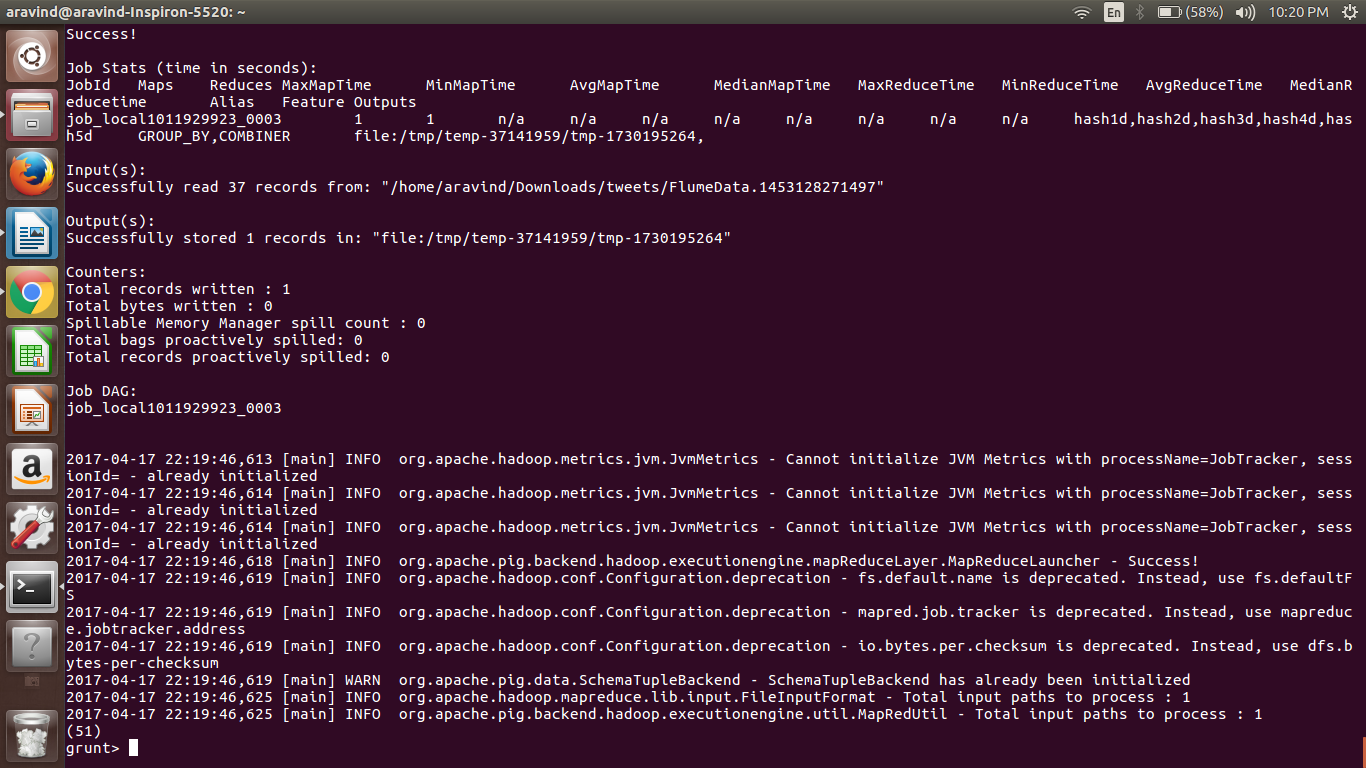 aravind@aravind-Inspiron-5520: ~ En (58%) 10:20 PM
Success!
Job Stats (time in seconds):
JobId Maps Reduces MaxMapTime MinMapTime AvgMapTime MedianMapTime MaxReduceTime MinReduceTime AvgReduceTime MedianR
educetime Alias Feature Outputs
job_local1011929923_0003 1 1 n/a n/a n/a n/a n/a n/a n/a n/a hash1d,hash2d,hash3d,hash4d,has
h5d GROUP_BY,COMBINER file:/tmp/temp-37141959/tmp-1730195264,
Input(s):
Successfully read 37 records from: "/home/aravind/Downloads/tweets/FlumeData.1453128271497"
Output(s):
Successfully stored 1 records in: "file:/tmp/temp-37141959/tmp-1730195264"
Counters:
Total records written : 1
Total bytes written : 0
Spillable Memory Manager spill count : 0
Total bags proactively spilled: 0
Total records proactively spilled: 0
Job DAG:
job_local1011929923_0003
2017-04-17 22:19:46,613 [main] INFO  org.apache.hadoop.metrics.jvm.JvmMetrics - Cannot initialize JVM Metrics with processName=JobTracker, sess
ionId= - already initialized
2017-04-17 22:19:46,614 [main] INFO  org.apache.hadoop.metrics.jvm.JvmMetrics - Cannot initialize JVM Metrics with processName=JobTracker, sess
ionId= - already initialized
2017-04-17 22:19:46,614 [main] INFO  org.apache.hadoop.metrics.jvm.JvmMetrics - Cannot initialize JVM Metrics with processName=JobTracker, sess
ionId= - already initialized
2017-04-17 22:19:46,618 [main] INFO  org.apache.pig.backend.hadoop.executionengine.mapReduceLayer.MapReduceLauncher - Success!
2017-04-17 22:19:46,619 [main] INFO  org.apache.hadoop.conf.Configuration.deprecation - fs.default.name is deprecated. Instead, use fs.defaultF
S
2017-04-17 22:19:46,619 [main] INFO  org.apache.hadoop.conf.Configuration.deprecation - mapred.job.tracker is deprecated. Instead, use mapreduc
e.jobtracker.address
2017-04-17 22:19:46,619 [main] INFO  org.apache.hadoop.conf.Configuration.deprecation - io.bytes.per.checksum is deprecated. Instead, use dfs.b
ytes-per-checksum
2017-04-17 22:19:46,619 [main] WARN  org.apache.pig.data.SchemaTupleBackend - SchemaTupleBackend has already been initialized
2017-04-17 22:19:46,625 [main] INFO  org.apache.hadoop.mapreduce.lib.input.FileInputFormat - Total input paths to process : 1
2017-04-17 22:19:46,625 [main] INFO  org.apache.pig.backend.hadoop.executionengine.util.MapRedUtil - Total input paths to process : 1
(51)
grunt>